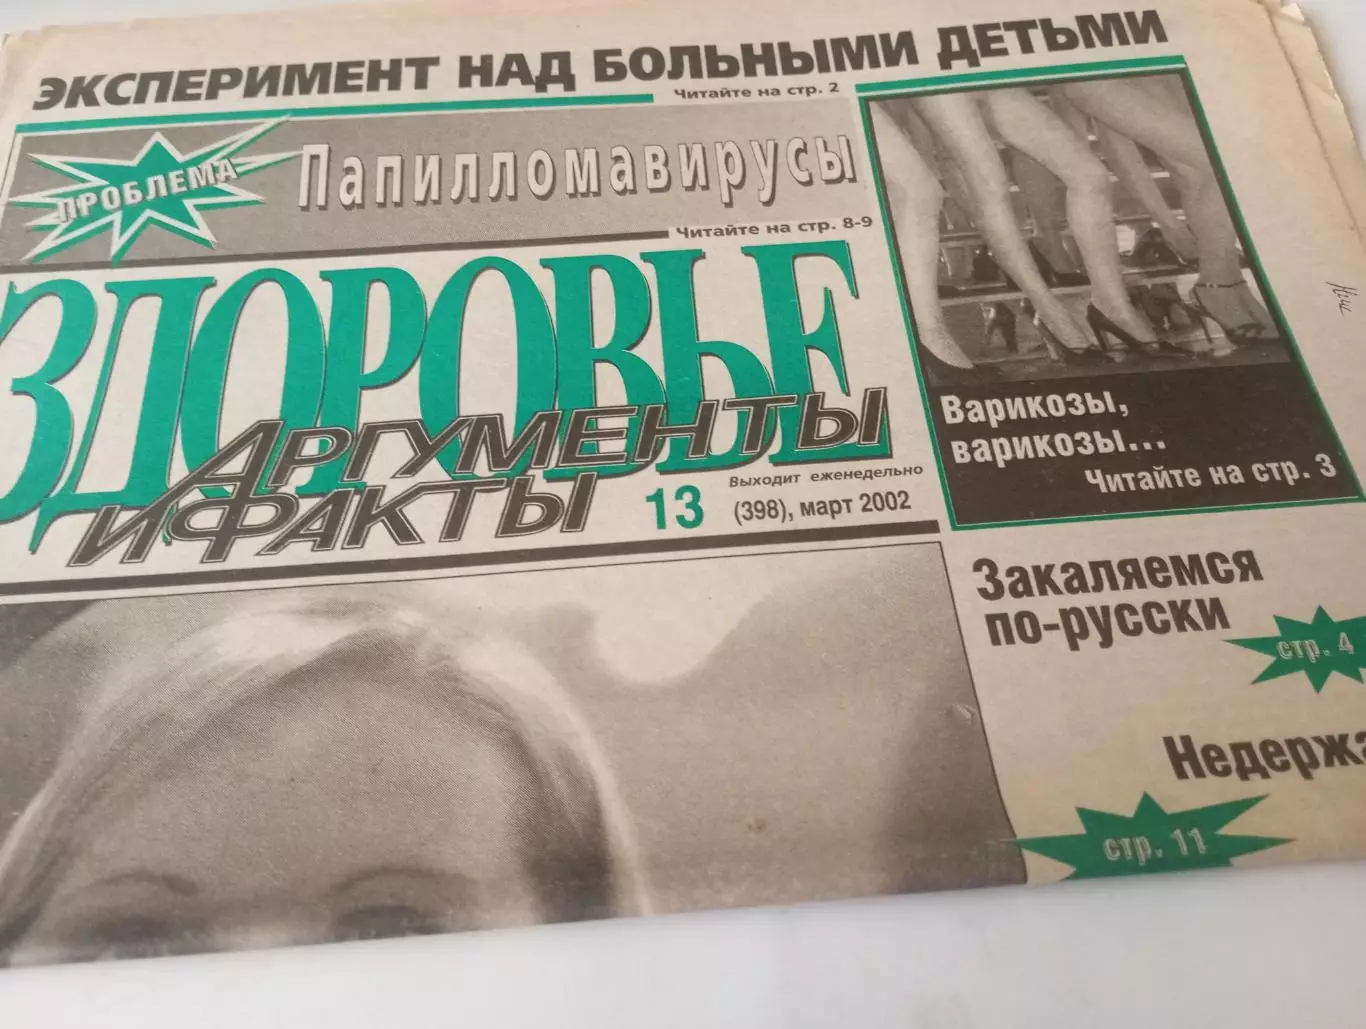 ЭКСПЕРИМЕНТ НАД БОЛЬНЫМИ ДЕТЬМИ
Читайте на стр. 2
ПРОБЛЕМА
Папилломавирусы
Читайте на стр. 8-9
ЗДОРОВЬЕ
АРГУМЕНТЫ
И ФАКТЫ
Выходит еженедельно
13 (398), март 2002
Варикозы,
варикозы...
Читайте на стр. 3
Закаляемся
по-русски
стр. 4
Недержа
стр. 11